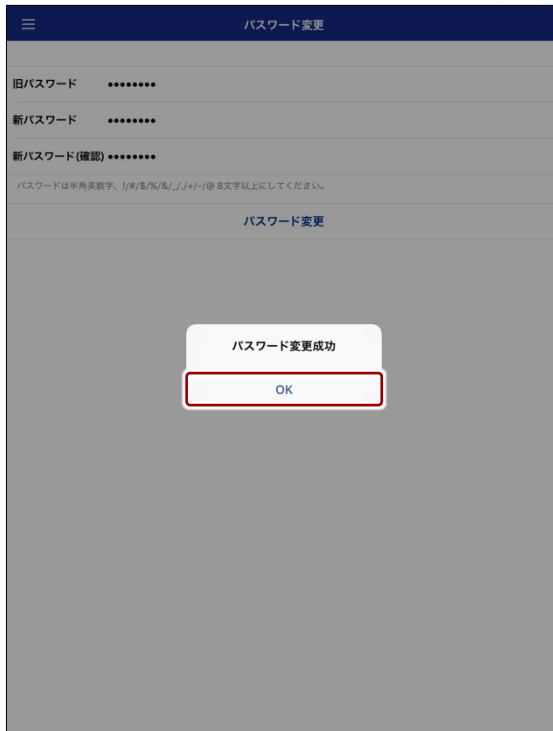 パスワード変更
旧パスワード ••••••••
新パスワード ••••••••
新パスワード(確認) ••••••••
パスワードは半角英数字、!/#/$/%/&/_/./+/-/@ 8文字以上にしてください。
パスワード変更
パスワード変更成功
OK